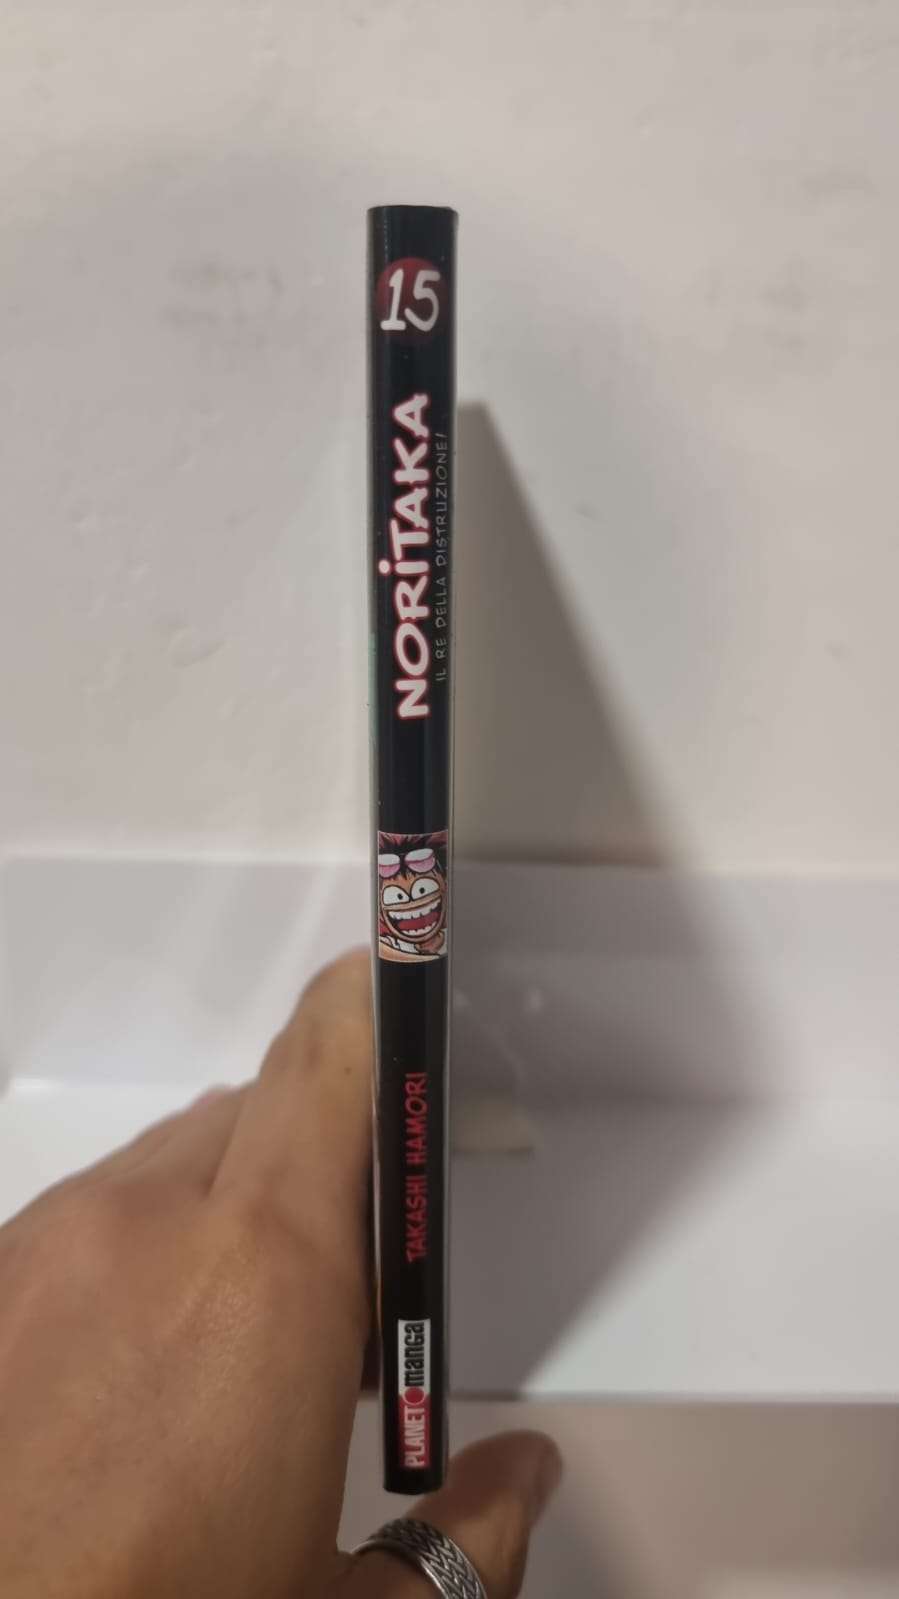 15
NORiTAKA
IL RE DELLA DISTRUZIONE!
TAKASHI HAMORI
PLANET manga